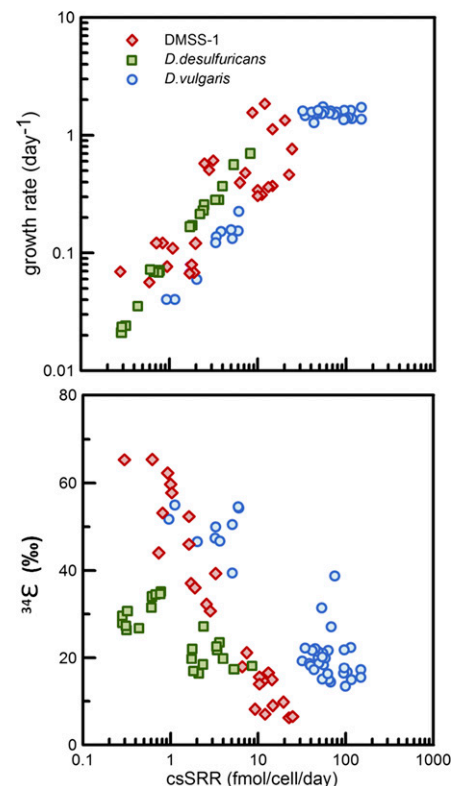 10
DMSS-1
D.desulfuricans
D.vulgaris
1
growth rate (day-1)
0.1
0.01
80
60
34ε (‰)
40
20
0
0.1 1 10 100 1000
csSRR (fmol/cell/day)